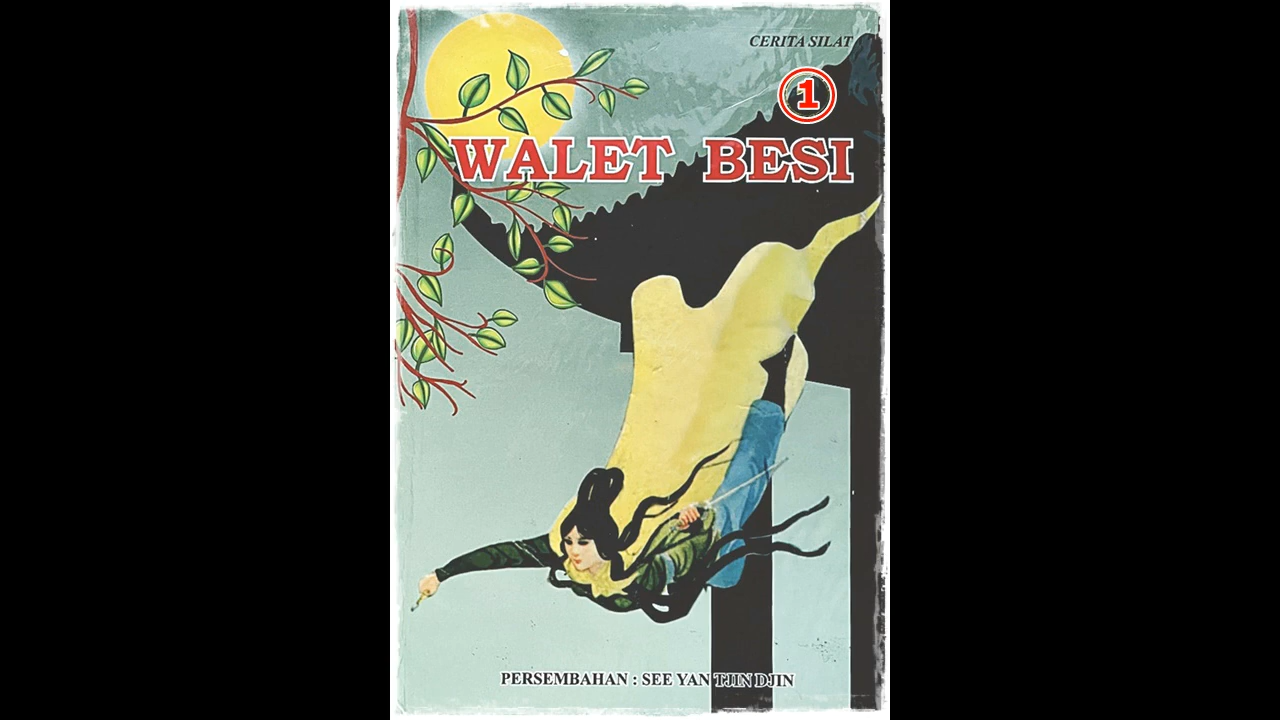 CERITA SILAT
①
WALET BESI
PERSEMBAHAN : SEE YAN TJIN DJIN